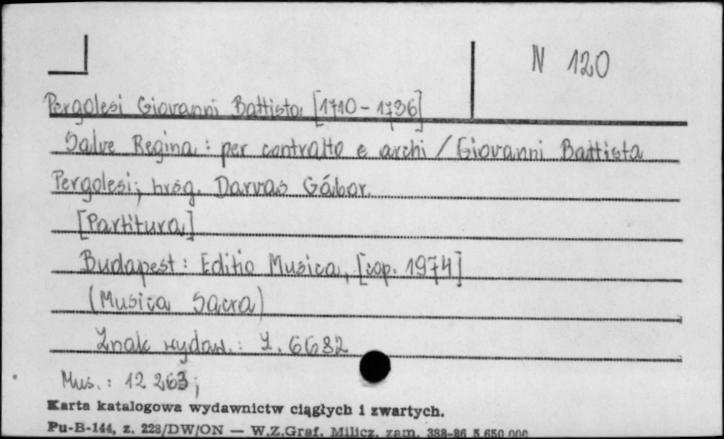 N 120
Pergolesi Giovanni Battista [1710-1736]
Salve Regina : per contralto e archi / Giovanni Battista
Pergolesi; hrsg. Darvas Gábor.
[Partitura]
Budapest : Editio Musica, [cop. 1974]
(Musica Sacra)
Znak wydaw.: Z. 6682
Mus.: 12 263;
Karta katalogowa wydawnictw ciągłych i zwartych.
Pu-B-144, z. 228/DW/ON — W.Z.Graf. Milicz, zam. 388-86 5.650.000